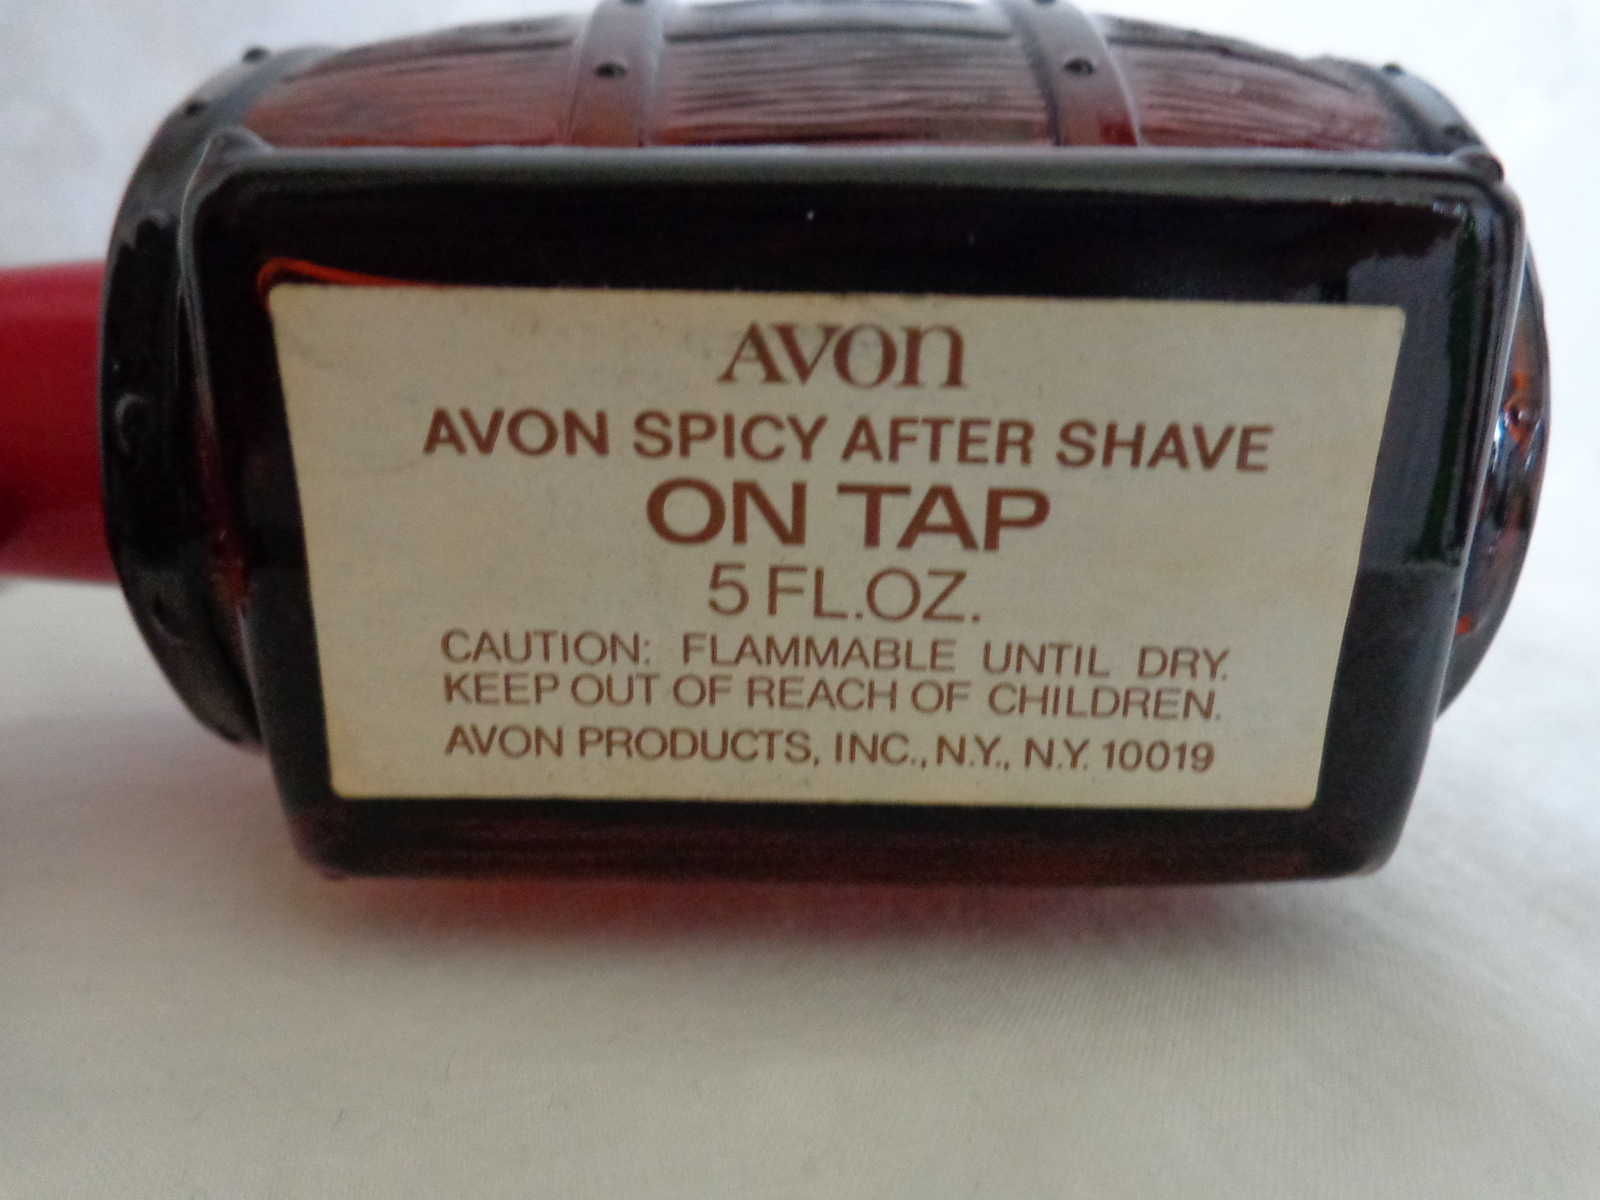 AVON
AVON SPICY AFTER SHAVE
ON TAP
5 FL.OZ.
CAUTION: FLAMMABLE UNTIL DRY.
KEEP OUT OF REACH OF CHILDREN.
AVON PRODUCTS, INC., N.Y., N.Y. 10019